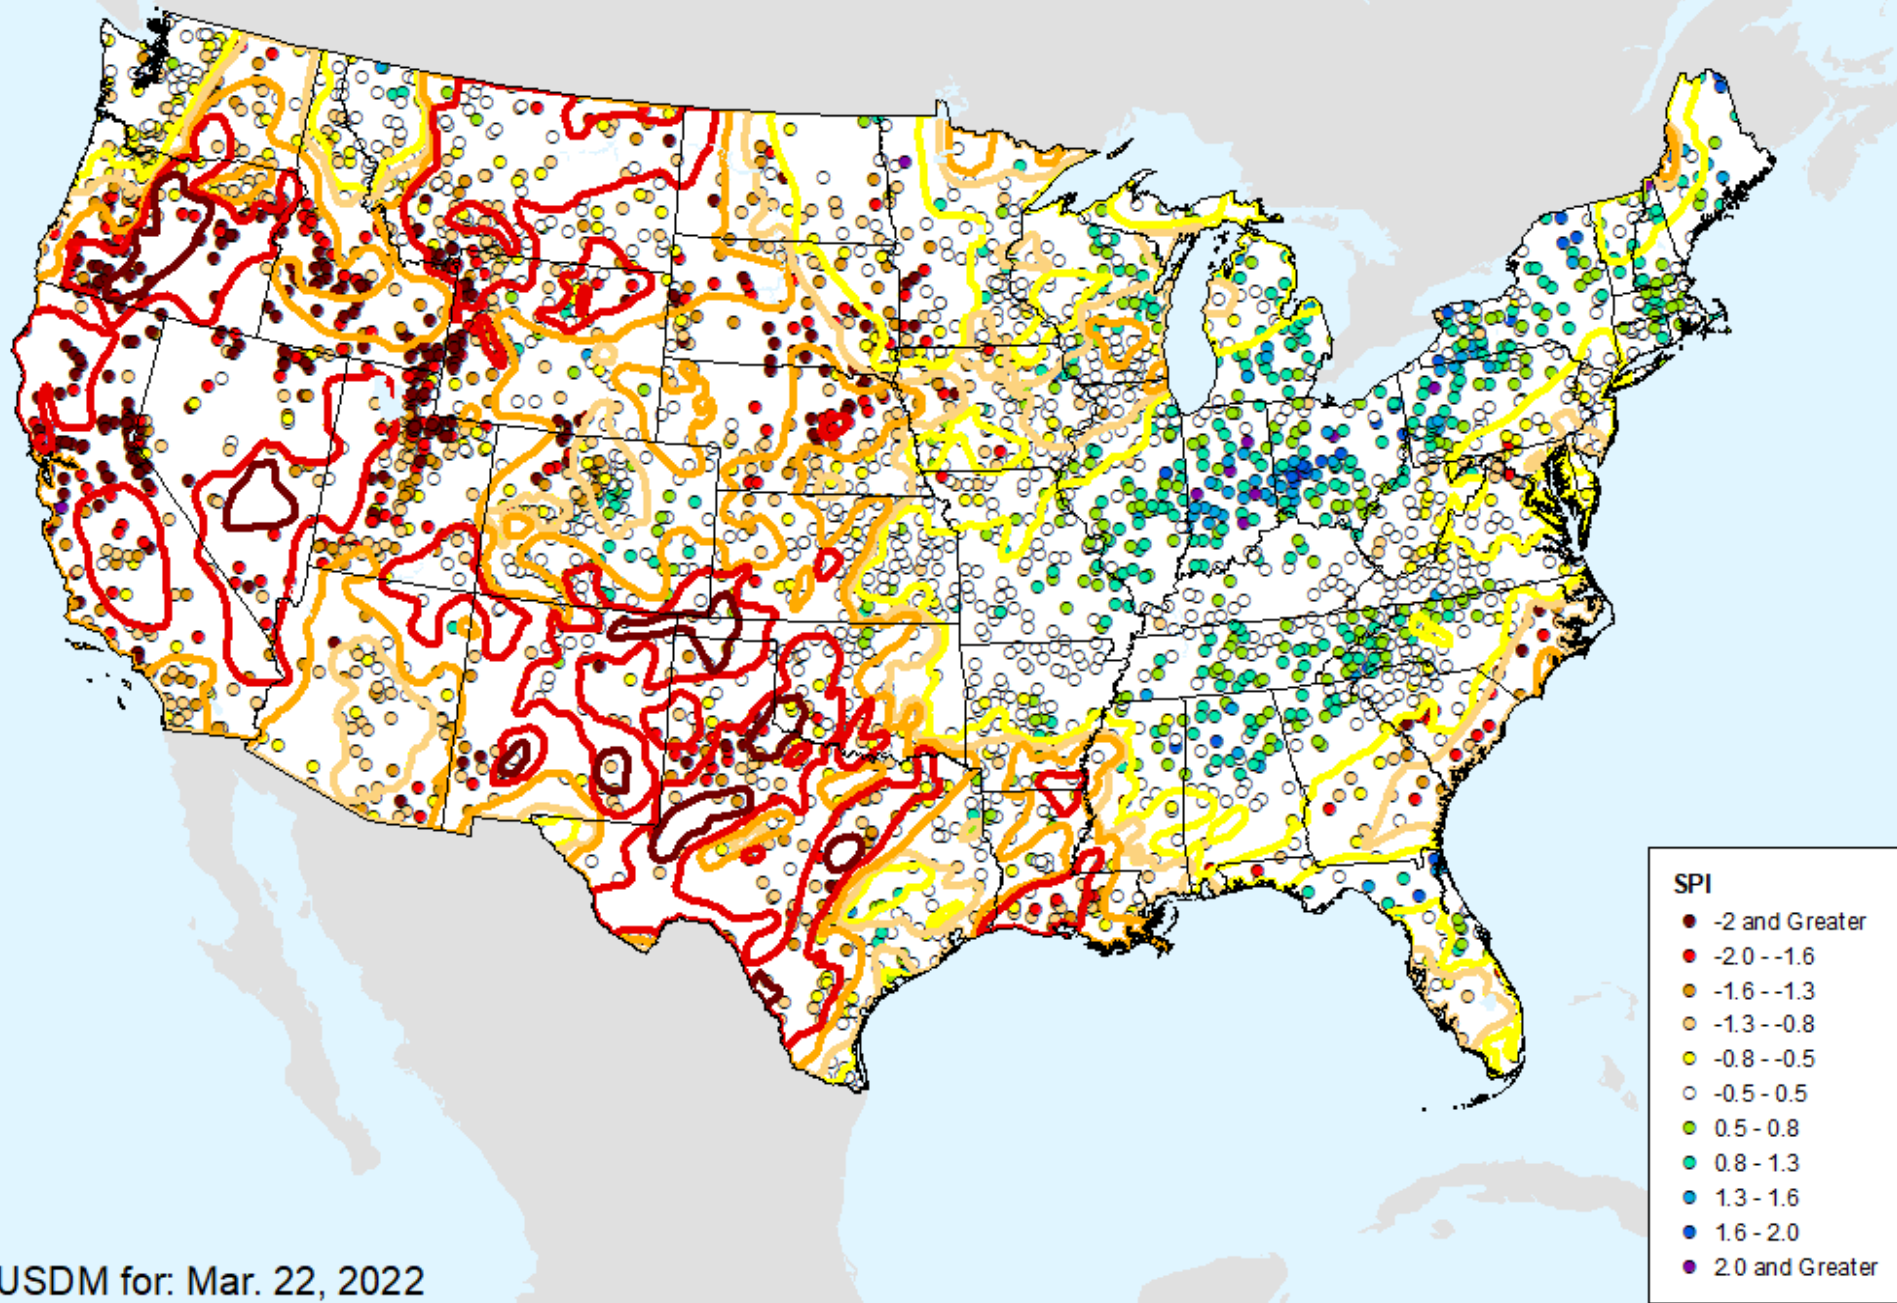 SPI
-2 and Greater
-2.0 - -1.6
-1.6 - -1.3
-1.3 - -0.8
-0.8 - -0.5
-0.5 - 0.5
0.5 - 0.8
0.8 - 1.3
1.3 - 1.6
1.6 - 2.0
2.0 and Greater
USDM for: Mar. 22, 2022